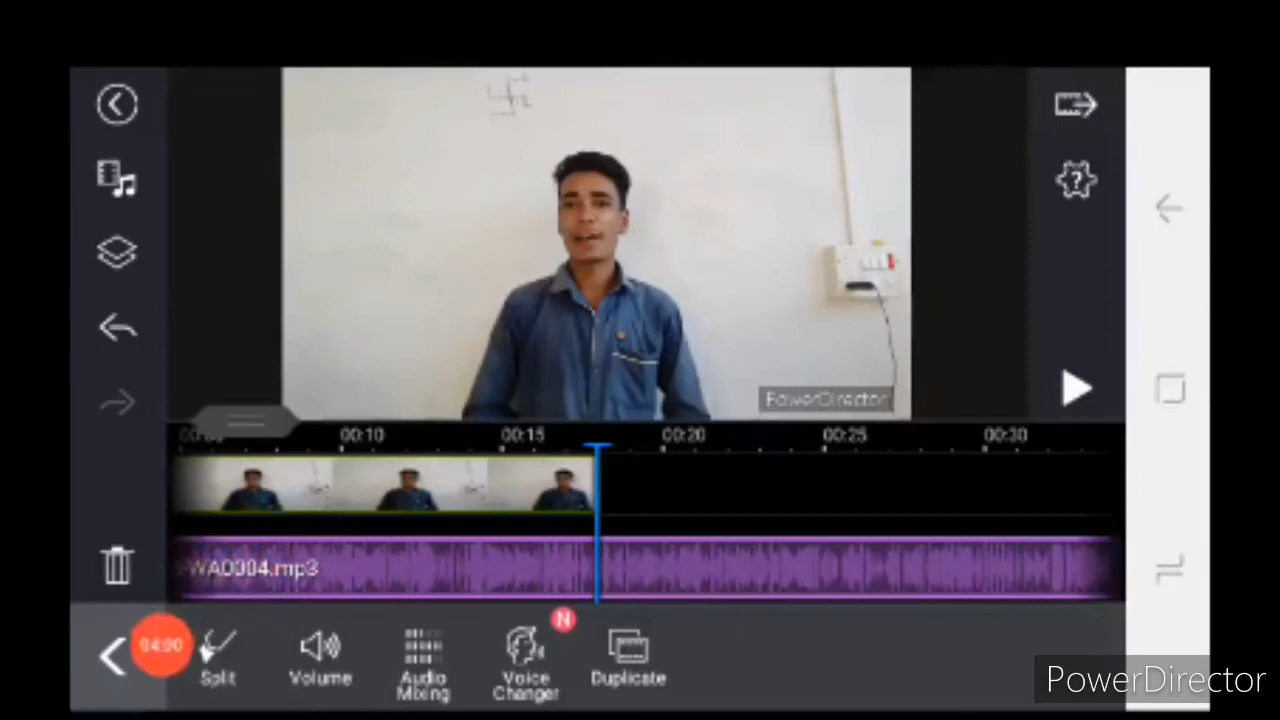 PowerDirector
00:10
00:15
00:20
00:25
00:30
WA0004.mp3
N
04:00
Split
Volume
Audio Mixing
Voice Changer
Duplicate
PowerDirector